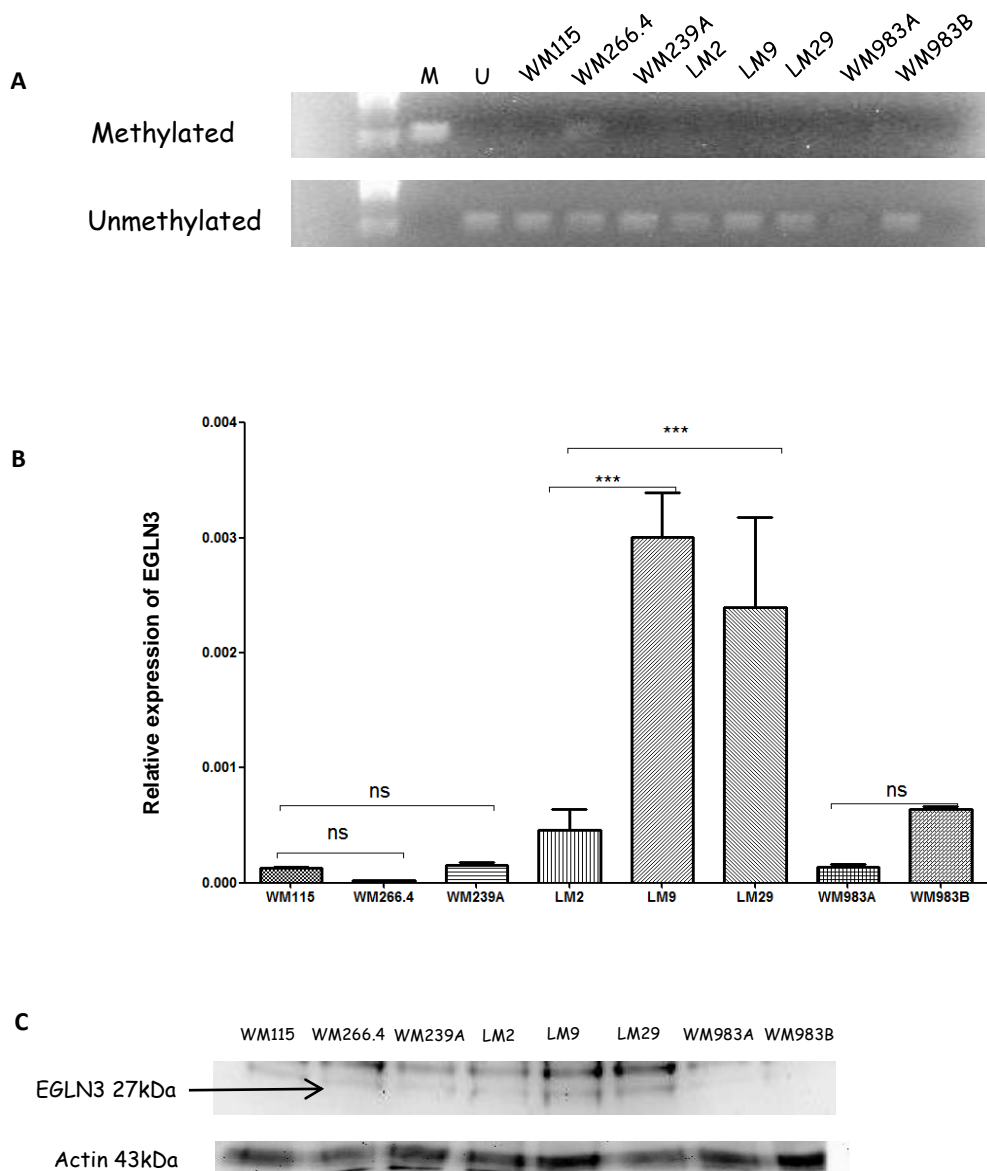 A
M U WM115 WM266.4 WM239A LM2 LM9 LM29 WM983A WM983B
Methylated
Unmethylated
B
Relative expression of EGLN3
0.004
0.003
0.002
0.001
0.000
***
***
ns
ns
ns
WM115 WM266.4 WM239A LM2 LM9 LM29 WM983A WM983B
C
WM115 WM266.4 WM239A LM2 LM9 LM29 WM983A WM983B
EGLN3 27kDa
Actin 43kDa